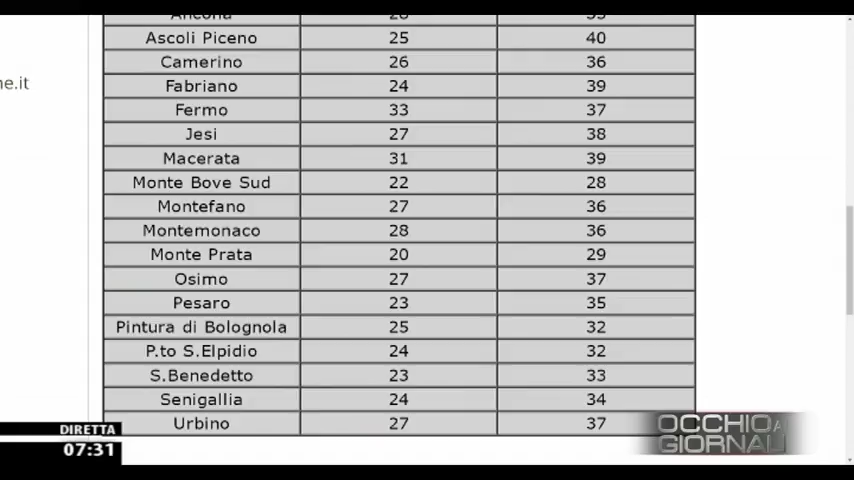 Ancona 28 35
Ascoli Piceno 25 40
Camerino 26 36
Fabriano 24 39
ne.it
Fermo 33 37
Jesi 27 38
Macerata 31 39
Monte Bove Sud 22 28
Montefano 27 36
Montemonaco 28 36
Monte Prata 20 29
Osimo 27 37
Pesaro 23 35
Pintura di Bolognola 25 32
P.to S.Elpidio 24 32
S.Benedetto 23 33
Senigallia 24 34
Urbino 27 37
DIRETTA
07:31
OCCHIO A
GIORNALI